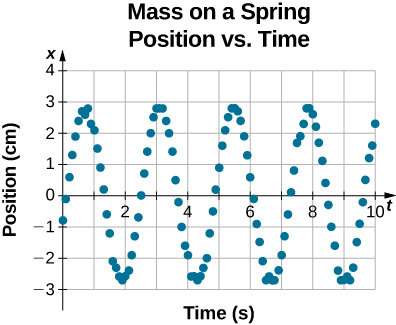 Mass on a Spring
Position vs. Time
x
4
3
2
1
0
−1
−2
−3
2
4
6
8
10
t
Position (cm)
Time (s)